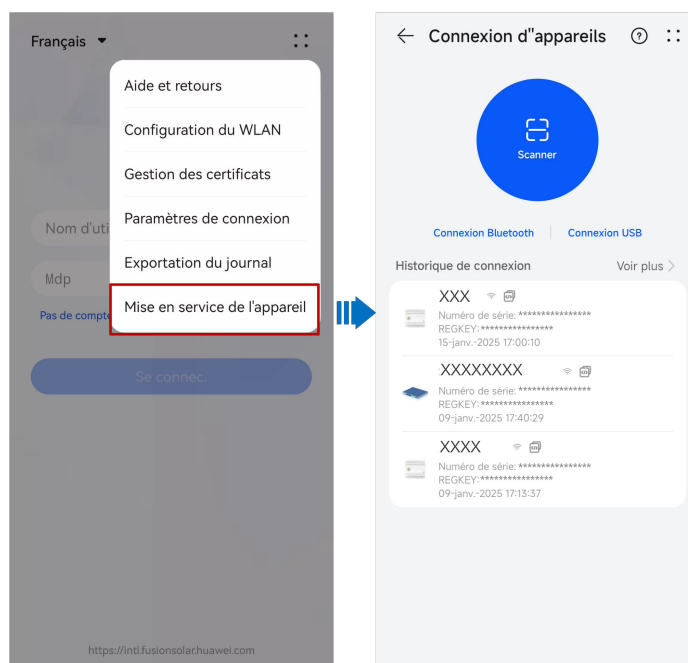 Français
Aide et retours
Configuration du WLAN
Gestion des certificats
Paramètres de connexion
Exportation du journal
Mise en service de l'appareil
Nom d'uti
Mdp
Pas de compte
Se connec.
https://intl.fusionsolar.huawei.com
Connexion d"appareils
Scanner
Connexion Bluetooth
Connexion USB
Historique de connexion
Voir plus
XXX
Numéro de série: ****************
REGKEY:****************
15-janv.-2025 17:00:10
XXXXXXXX
Numéro de série: ****************
REGKEY:****************
09-janv.-2025 17:40:29
XXXX
Numéro de série: ****************
REGKEY:****************
09-janv.-2025 17:13:37